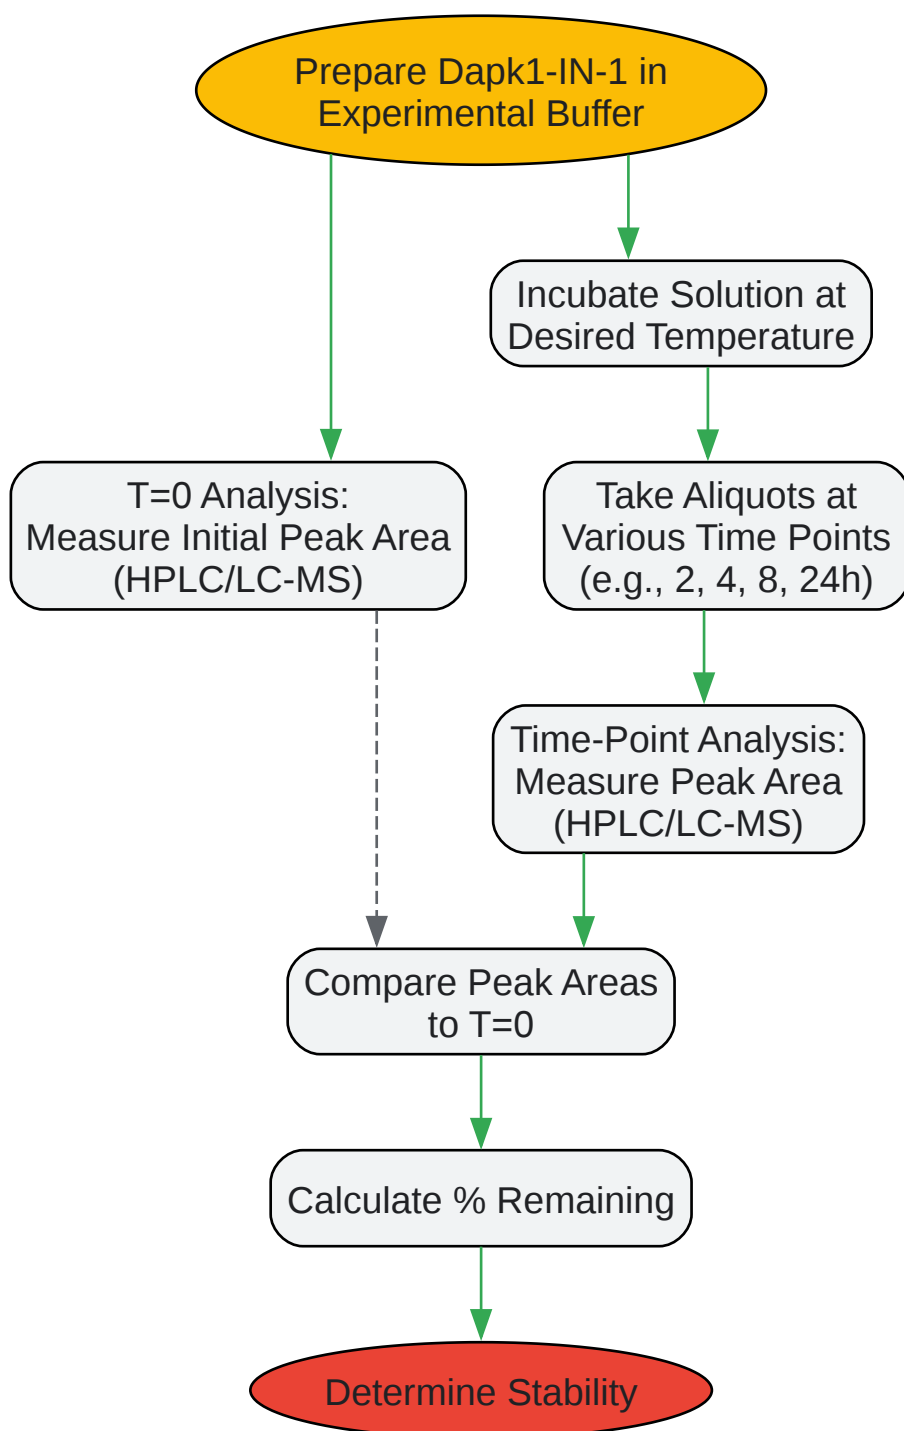 Prepare Dapk1-IN-1 in
Experimental Buffer
Incubate Solution at
Desired Temperature
T=0 Analysis:
Measure Initial Peak Area
(HPLC/LC-MS)
Take Aliquots at
Various Time Points
(e.g., 2, 4, 8, 24h)
Time-Point Analysis:
Measure Peak Area
(HPLC/LC-MS)
Compare Peak Areas
to T=0
Calculate % Remaining
Determine Stability